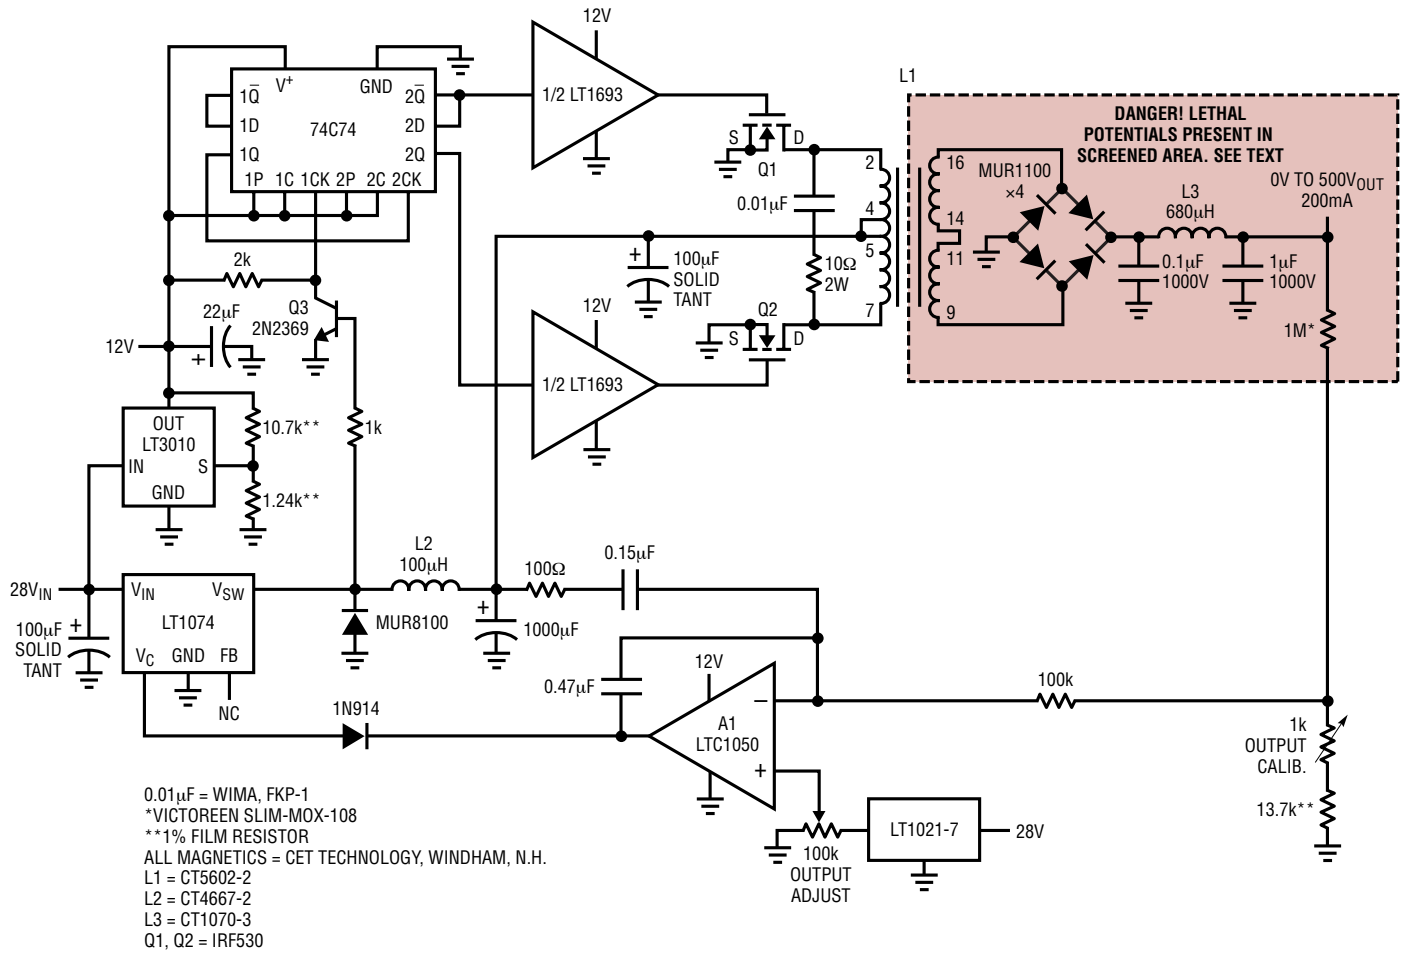 12V
L1
V+
GND
1Q̅
1D
1Q
74C74
2Q̅
2D
2Q
1P 1C 1CK 2P 2C 2CK
1/2 LT1693
S
D
Q1
DANGER! LETHAL
POTENTIALS PRESENT IN
SCREENED AREA. SEE TEXT
2
4
5
7
16
14
11
9
MUR1100
×4
L3
680µH
0V TO 500VOUT
200mA
0.01µF
10Ω
2W
+
100µF
SOLID
TANT
0.1µF
1000V
1µF
1000V
1M*
2k
Q3
2N2369
22µF
+
12V
12V
Q2
S
D
1/2 LT1693
OUT
LT3010
IN
S
GND
10.7k**
1.24k**
1k
28VIN
VIN
VSW
LT1074
VC
GND
FB
NC
100µF
+
SOLID
TANT
L2
100µH
MUR8100
+
1000µF
100Ω
0.15µF
0.47µF
12V
A1
LTC1050
–
+
1N914
100k
1k
OUTPUT
CALIB.
13.7k**
LT1021-7
28V
100k
OUTPUT
ADJUST
0.01µF = WIMA, FKP-1
*VICTOREEN SLIM-MOX-108
**1% FILM RESISTOR
ALL MAGNETICS = CET TECHNOLOGY, WINDHAM, N.H.
L1 = CT5602-2
L2 = CT4667-2
L3 = CT1070-3
Q1, Q2 = IRF530